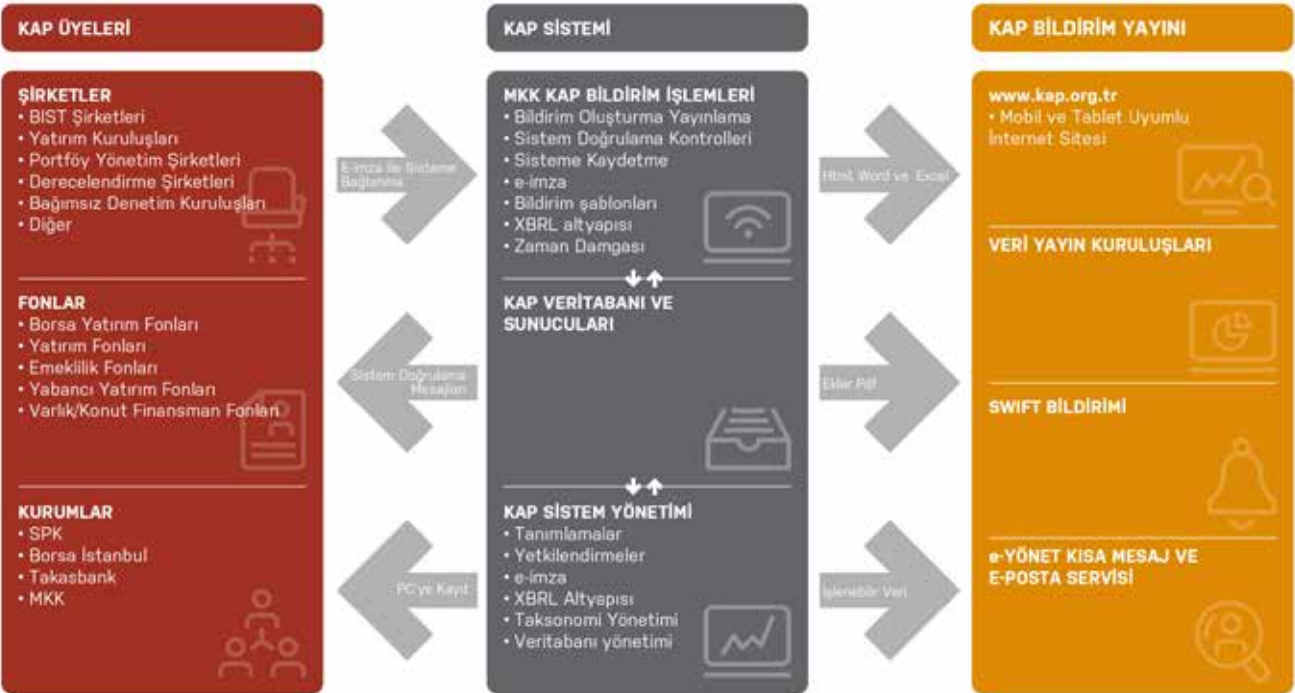 KAP ÜYELERİ
ŞİRKETLER
• BIST Şirketleri
• Yatırım Kuruluşları
• Portföy Yönetim Şirketleri
• Derecelendirme Şirketleri
• Bağımsız Denetim Kuruluşları
• Diğer
FONLAR
• Borsa Yatırım Fonları
• Yatırım Fonları
• Emeklilik Fonları
• Yabancı Yatırım Fonları
• Varlık/Konut Finansman Fonları
KURUMLAR
• SPK
• Borsa İstanbul
• Takasbank
• MKK
E-imza ile Sisteme
Bağlanma
Sistem Doğrulama
Mesajları
PC'ye Kayıt
KAP SİSTEMİ
MKK KAP BİLDİRİM İŞLEMLERİ
• Bildirim Oluşturma Yayınlama
• Sistem Doğrulama Kontrolleri
• Sisteme Kaydetme
• e-imza
• Bildirim şablonları
• XBRL altyapısı
• Zaman Damgası
KAP VERİTABANI VE
SUNUCULARI
KAP SİSTEM YÖNETİMİ
• Tanımlamalar
• Yetkilendirmeler
• e-imza
• XBRL Altyapısı
• Taksonomi Yönetimi
• Veritabanı yönetimi
Html, Word ve Excel
Ekler Pdf
İşlenebilir Veri
KAP BİLDİRİM YAYINI
www.kap.org.tr
• Mobil ve Tablet Uyumlu
İnternet Sitesi
VERİ YAYIN KURULUŞLARI
SWIFT BİLDİRİMİ
e-YÖNET KISA MESAJ VE
E-POSTA SERVİSİ